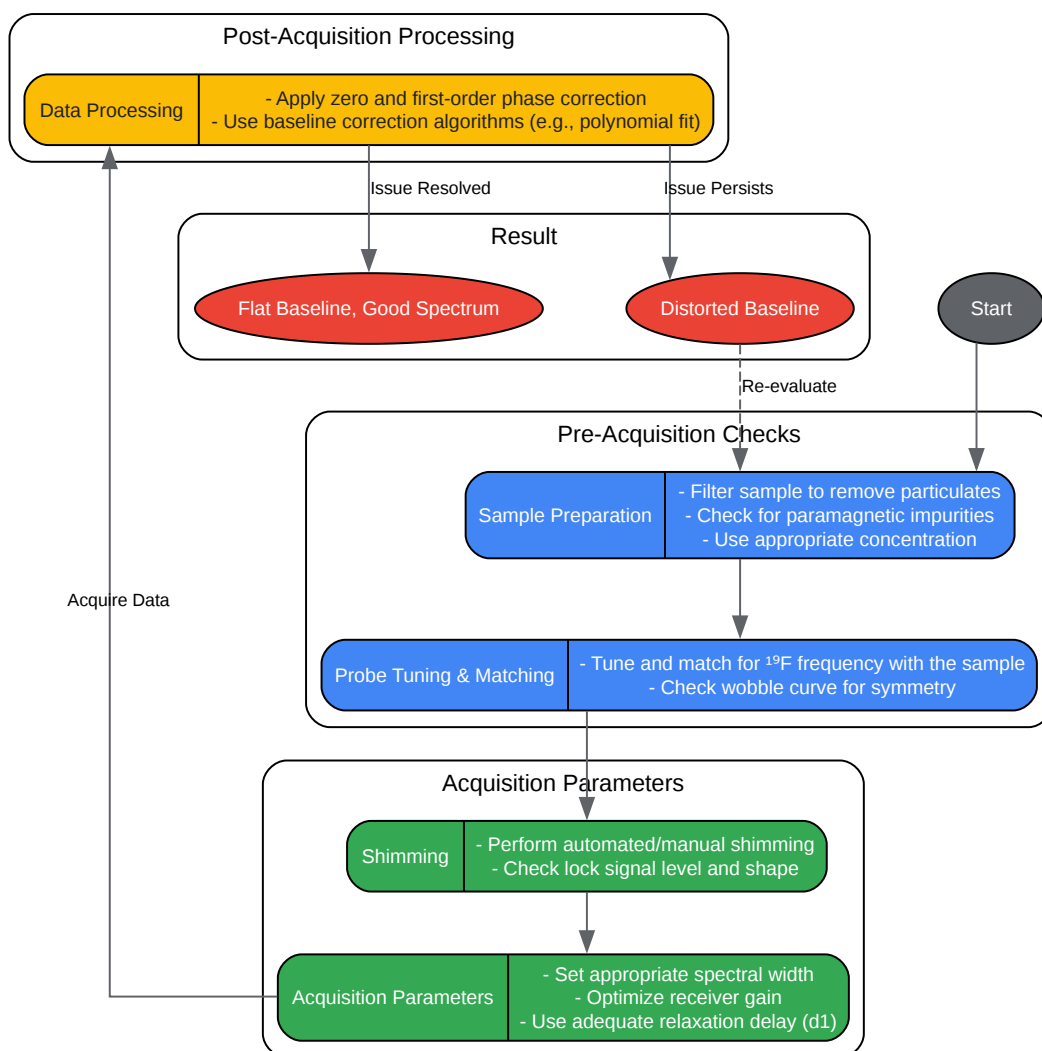 Post-Acquisition Processing
Data Processing
- Apply zero and first-order phase correction
- Use baseline correction algorithms (e.g., polynomial fit)
Issue Resolved
Issue Persists
Result
Flat Baseline, Good Spectrum
Distorted Baseline
Start
Re-evaluate
Pre-Acquisition Checks
Sample Preparation
- Filter sample to remove particulates
- Check for paramagnetic impurities
- Use appropriate concentration
Acquire Data
Probe Tuning & Matching
- Tune and match for ¹⁹F frequency with the sample
- Check wobble curve for symmetry
Acquisition Parameters
Shimming
- Perform automated/manual shimming
- Check lock signal level and shape
Acquisition Parameters
- Set appropriate spectral width
- Optimize receiver gain
- Use adequate relaxation delay (d1)